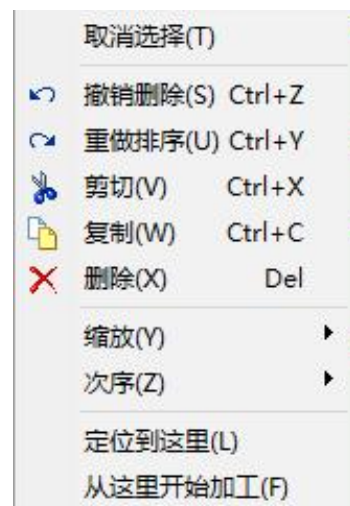 取消选择(T)
撤销删除(S) Ctrl+Z
重做排序(U) Ctrl+Y
剪切(V) Ctrl+X
复制(W) Ctrl+C
删除(X) Del
缩放(Y)
次序(Z)
定位到这里(L)
从这里开始加工(F)